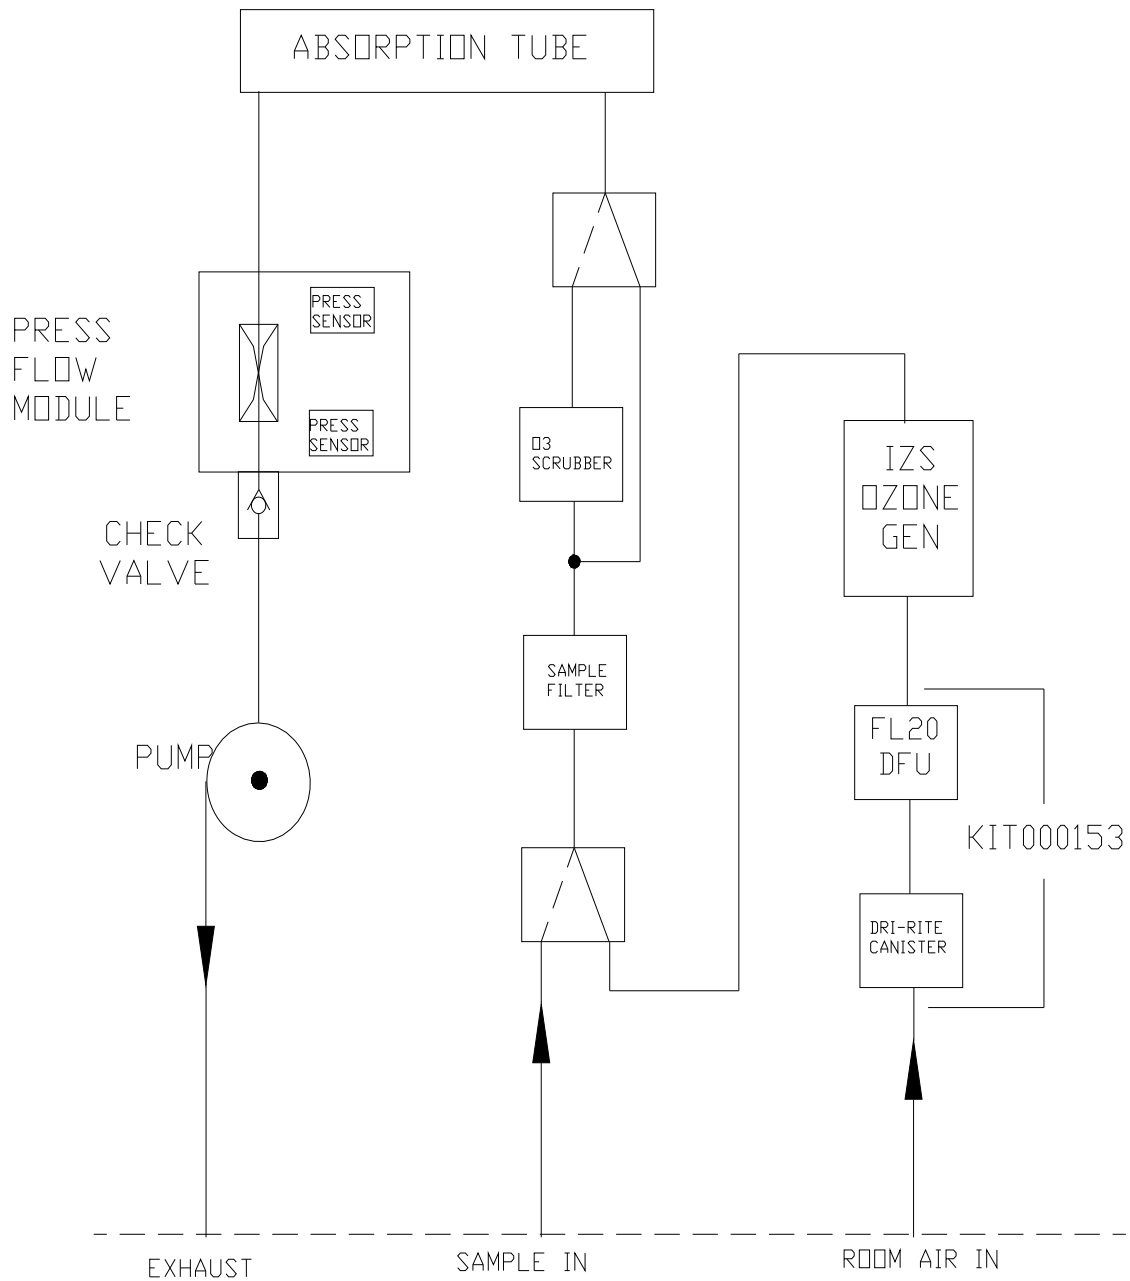 ABSORPTION TUBE
PRESS
FLOW
MODULE
PRESS
SENSOR
PRESS
SENSOR
CHECK
VALVE
PUMP
O3
SCRUBBER
SAMPLE
FILTER
IZS
OZONE
GEN
FL20
DFU
KIT000153
DRI-RITE
CANISTER
EXHAUST
SAMPLE IN
ROOM AIR IN